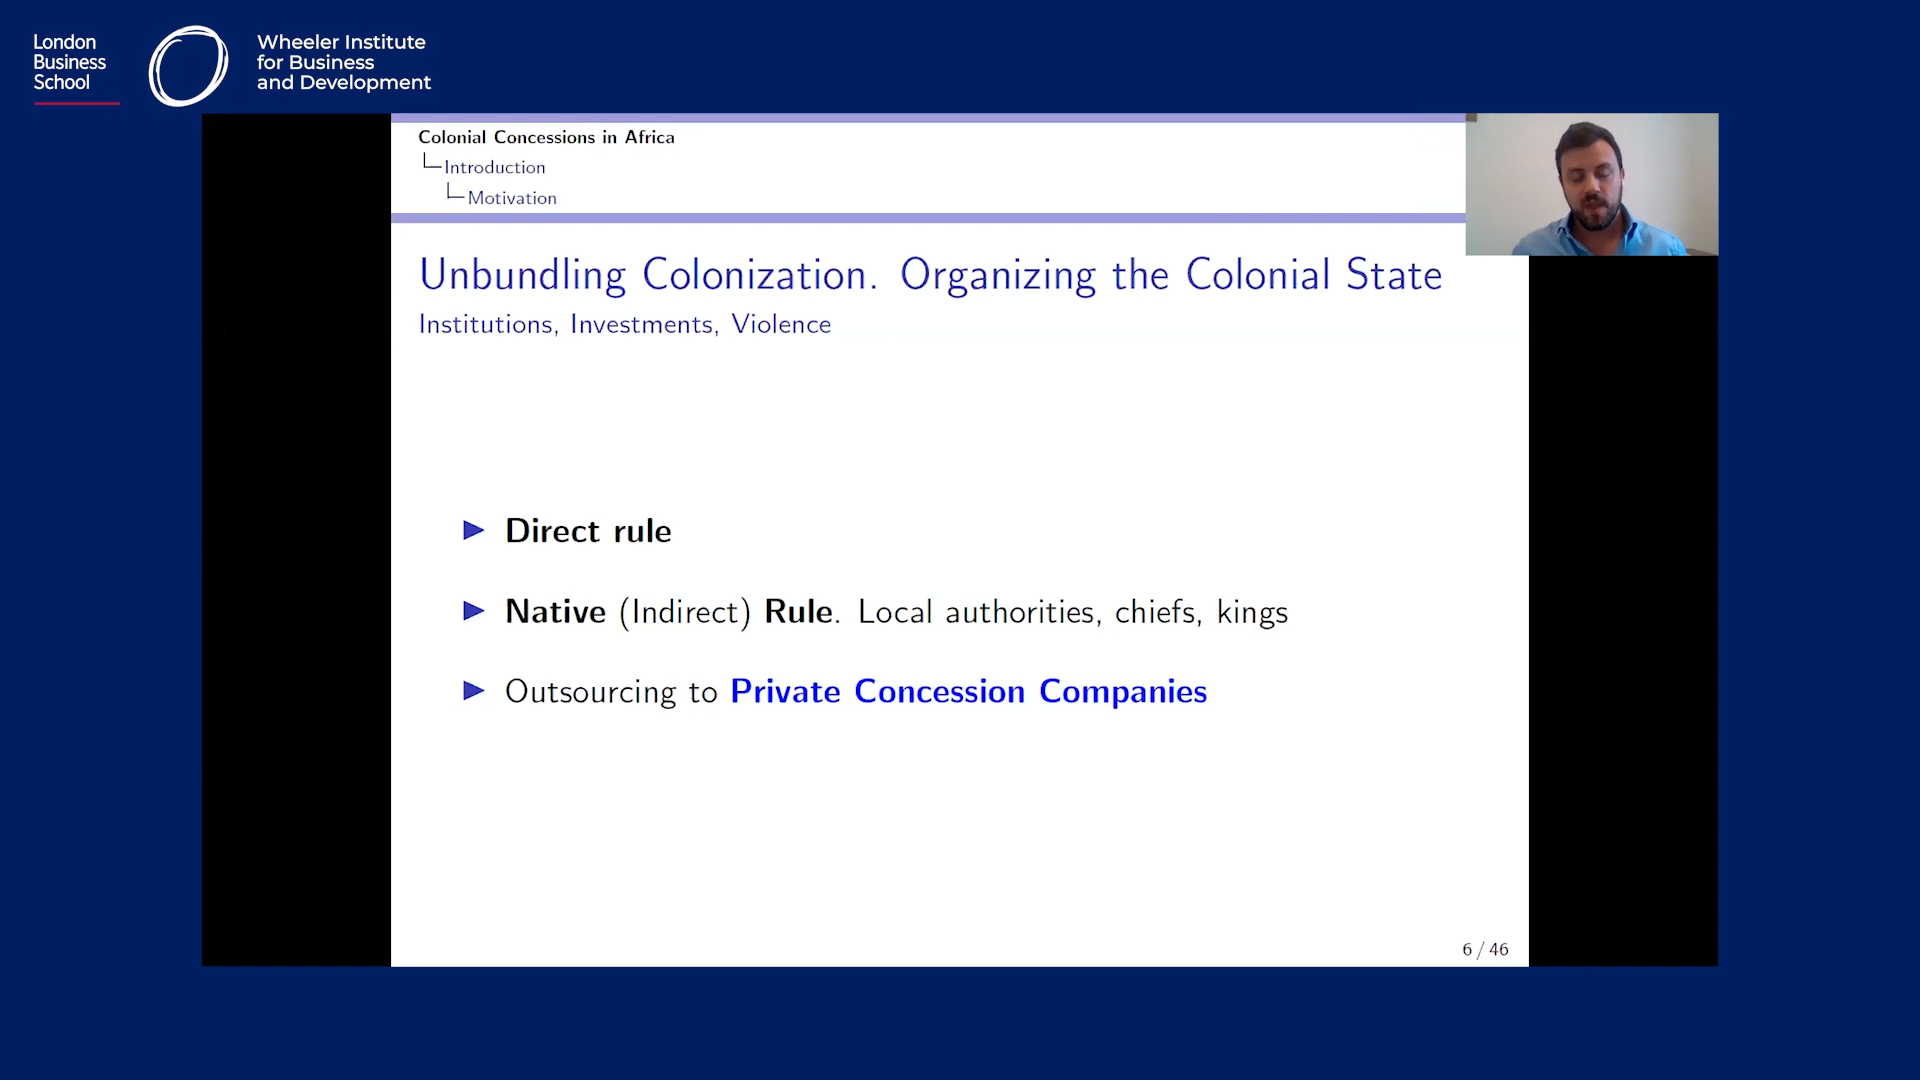 London
Business
School
Wheeler Institute
for Business
and Development
Colonial Concessions in Africa
Introduction
Motivation
Unbundling Colonization. Organizing the Colonial State
Institutions, Investments, Violence
Direct rule
Native (Indirect) Rule. Local authorities, chiefs, kings
Outsourcing to Private Concession Companies
6 / 46